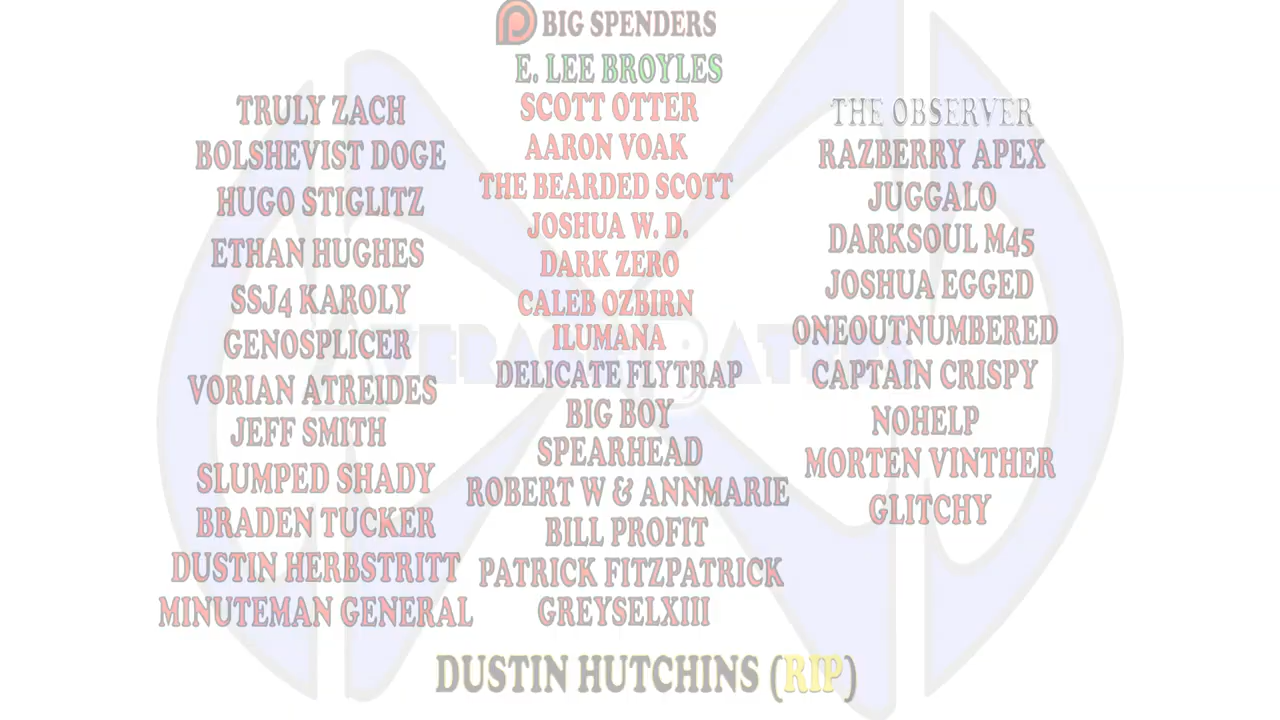 BIG SPENDERS
E. LEE BROYLES
TRULY ZACH
BOLSHEVIST DOGE
HUGO STIGLITZ
ETHAN HUGHES
SSJ4 KAROLY
GENOSPLICER
VORIAN ATREIDES
JEFF SMITH
SLUMPED SHADY
BRADEN TUCKER
DUSTIN HERBSTRITT
MINUTEMAN GENERAL
SCOTT OTTER
AARON VOAK
THE BEARDED SCOTT
JOSHUA W. D.
DARK ZERO
CALEB OZBIRN
ILUMANA
DELICATE FLYTRAP
BIG BOY
SPEARHEAD
ROBERT W & ANNMARIE
BILL PROFIT
PATRICK FITZPATRICK
GREYSELXIII
THE OBSERVER
RAZBERRY APEX
JUGGALO
DARKSOUL M45
JOSHUA EGGED
ONEOUTNUMBERED
CAPTAIN CRISPY
NOHELP
MORTEN VINTHER
GLITCHY
DUSTIN HUTCHINS (RIP)